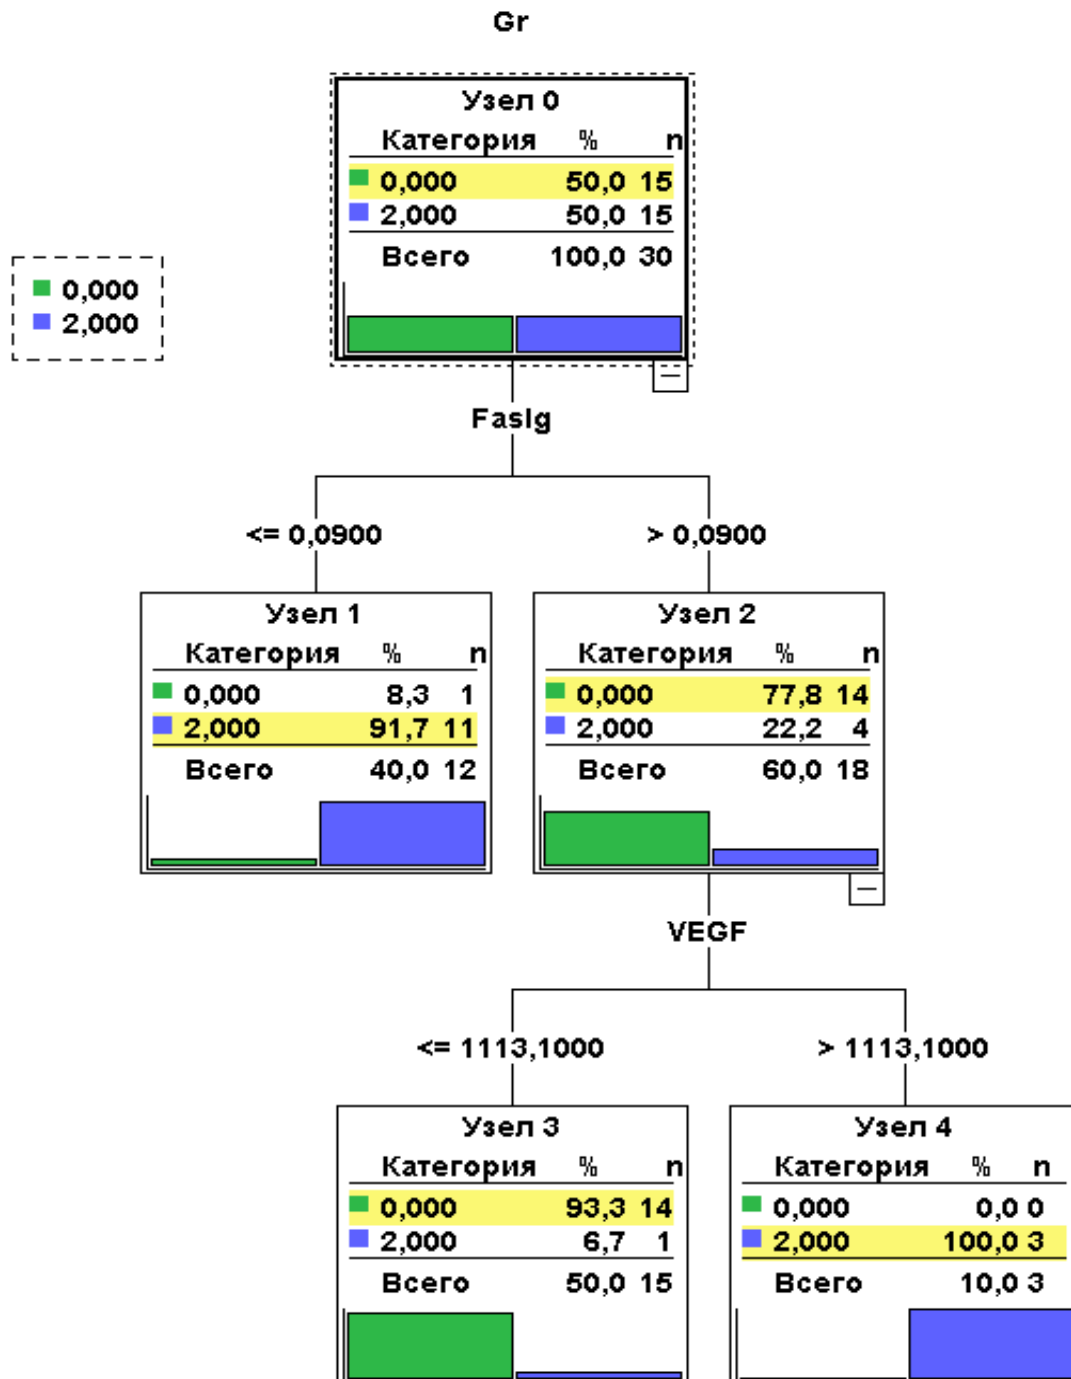 Gr
Узел 0
Категория % n
0,000 50,0 15
2,000 50,0 15
Всего 100,0 30
0,000
2,000
Faslg
<= 0,0900
> 0,0900
Узел 1
Категория % n
0,000 8,3 1
2,000 91,7 11
Всего 40,0 12
Узел 2
Категория % n
0,000 77,8 14
2,000 22,2 4
Всего 60,0 18
VEGF
<= 1113,1000
> 1113,1000
Узел 3
Категория % n
0,000 93,3 14
2,000 6,7 1
Всего 50,0 15
Узел 4
Категория % n
0,000 0,0 0
2,000 100,0 3
Всего 10,0 3